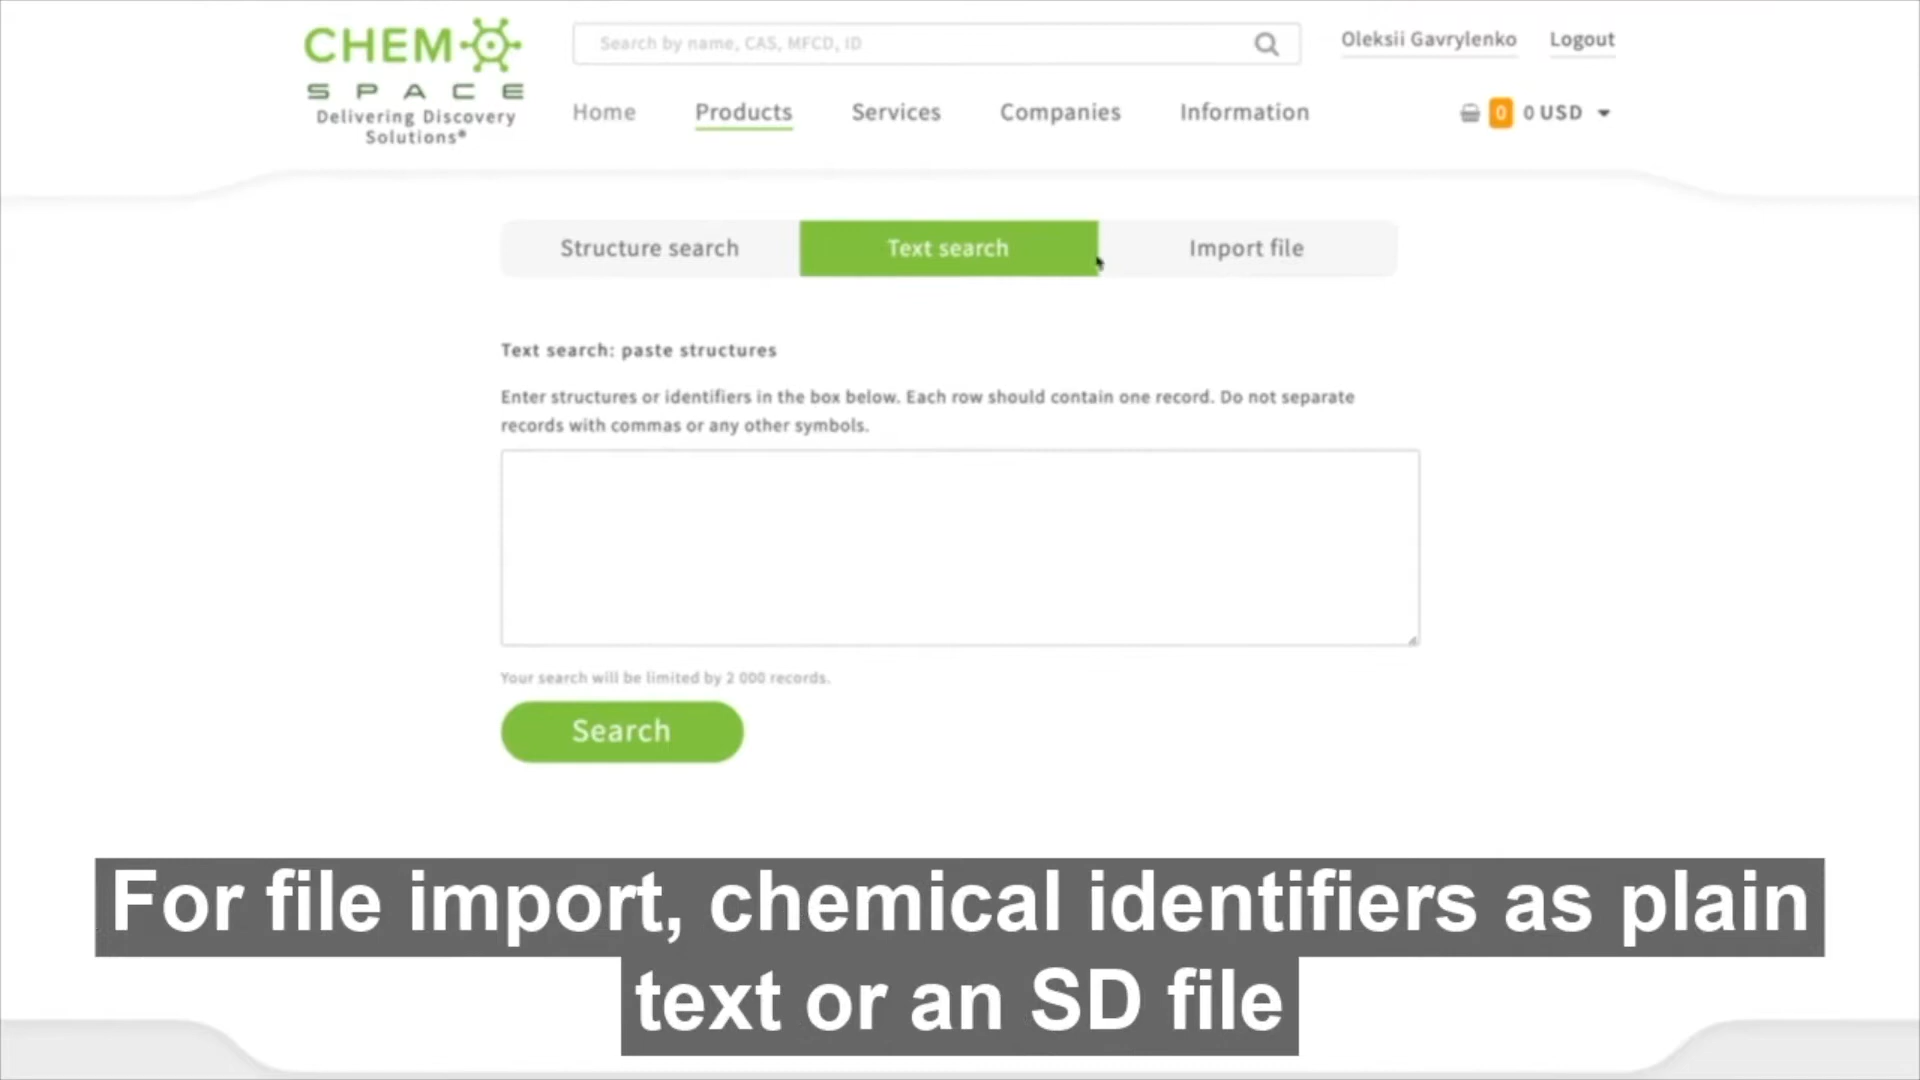 CHEM
SPACE
Delivering Discovery
Solutions®
Search by name, CAS, MFCD, ID
Oleksii Gavrylenko
Logout
Home
Products
Services
Companies
Information
0
0 USD
Structure search
Text search
Import file
Text search: paste structures
Enter structures or identifiers in the box below. Each row should contain one record. Do not separate
records with commas or any other symbols.
Your search will be limited by 2 000 records.
Search
For file import, chemical identifiers as plain
text or an SD file